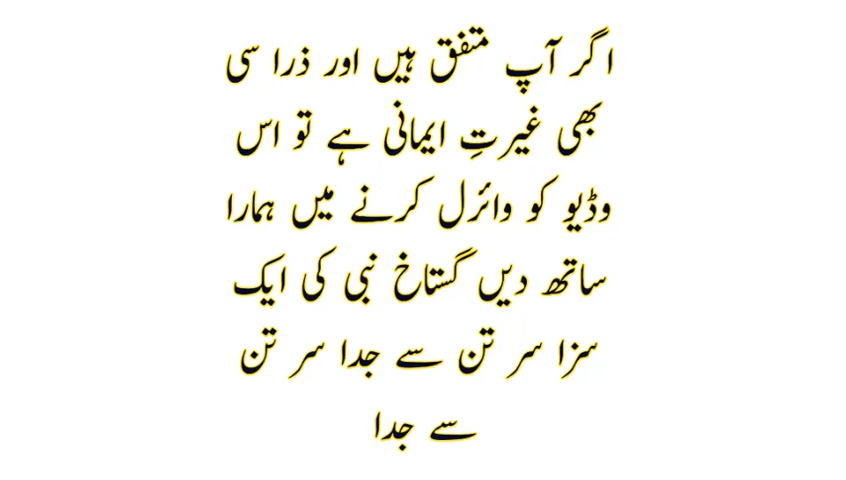 اگر آپ متفق ہیں اور ذرا سی
بھی غیرتِ ایمانی ہے تو اس
وڈیو کو وائرل کرنے میں ہمارا
ساتھ دیں گستاخ نبی کی ایک
سزا سر تن سے جدا سر تن
سے جدا